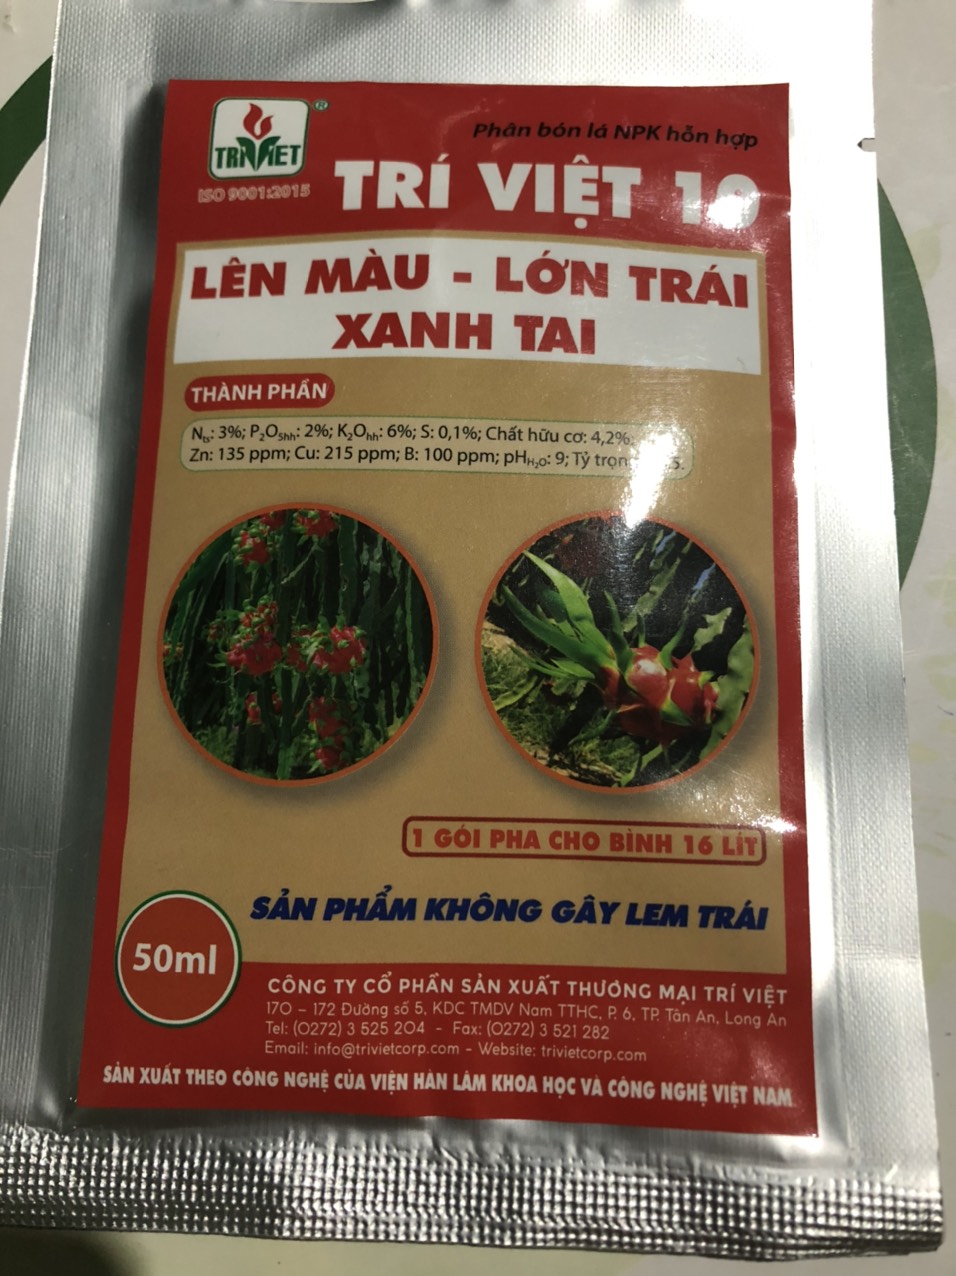 TRÍ VIET ®
ISO 9001:2015
Phân bón lá NPK hỗn hợp
TRÍ VIỆT 10
LÊN MÀU - LỚN TRÁI
XANH TAI
THÀNH PHẦN
Nts: 3%; P2O5hh: 2%; K2Ohh: 6%; S: 0,1%; Chất hữu cơ: 4,2%;
Zn: 135 ppm; Cu: 215 ppm; B: 100 ppm; pHH2O: 9; Tỷ
1 GÓI PHA CHO BÌNH 16 LÍT
SẢN PHẨM KHÔNG GÂY LEM TRÁI
50ml
CÔNG TY CỔ PHẦN SẢN XUẤT THƯƠNG MẠI TRÍ VIỆT
170 – 172 Đường số 5, KDC TMDV Nam TTHC, P. 6, TP. Tân An, Long An
Tel: (0272) 3 525 204 - Fax: (0272) 3 521 282
Email: info@trivietcorp.com - Website: trivietcorp.com
SẢN XUẤT THEO CÔNG NGHỆ CỦA VIỆN HÀN LÂM KHOA HỌC VÀ CÔNG NGHỆ VIỆT NAM